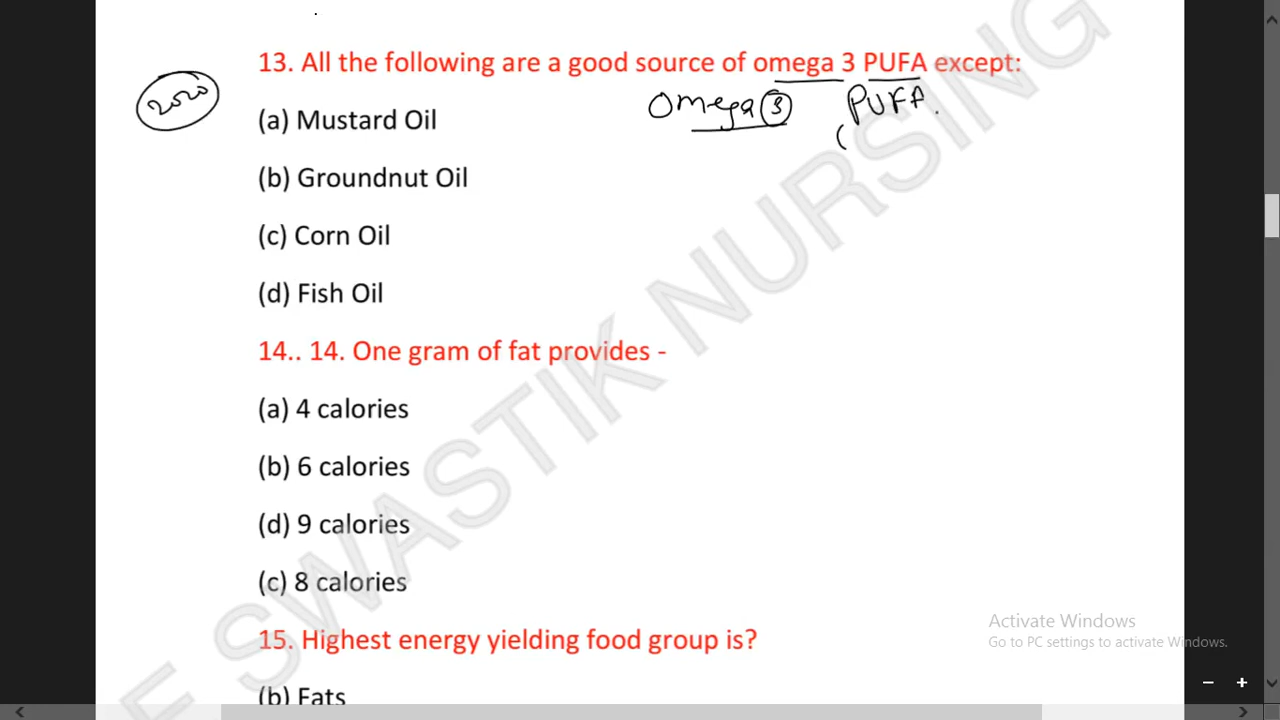 13. All the following are a good source of omega 3 PUFA except:
2020
Omega 3 PUFA
(
(a) Mustard Oil
(b) Groundnut Oil
(c) Corn Oil
(d) Fish Oil
14.. 14. One gram of fat provides -
(a) 4 calories
(b) 6 calories
(d) 9 calories
(c) 8 calories
15. Highest energy yielding food group is?
(b) Fats
E SWASTIK NURSING
Activate Windows
Go to PC settings to activate Windows.